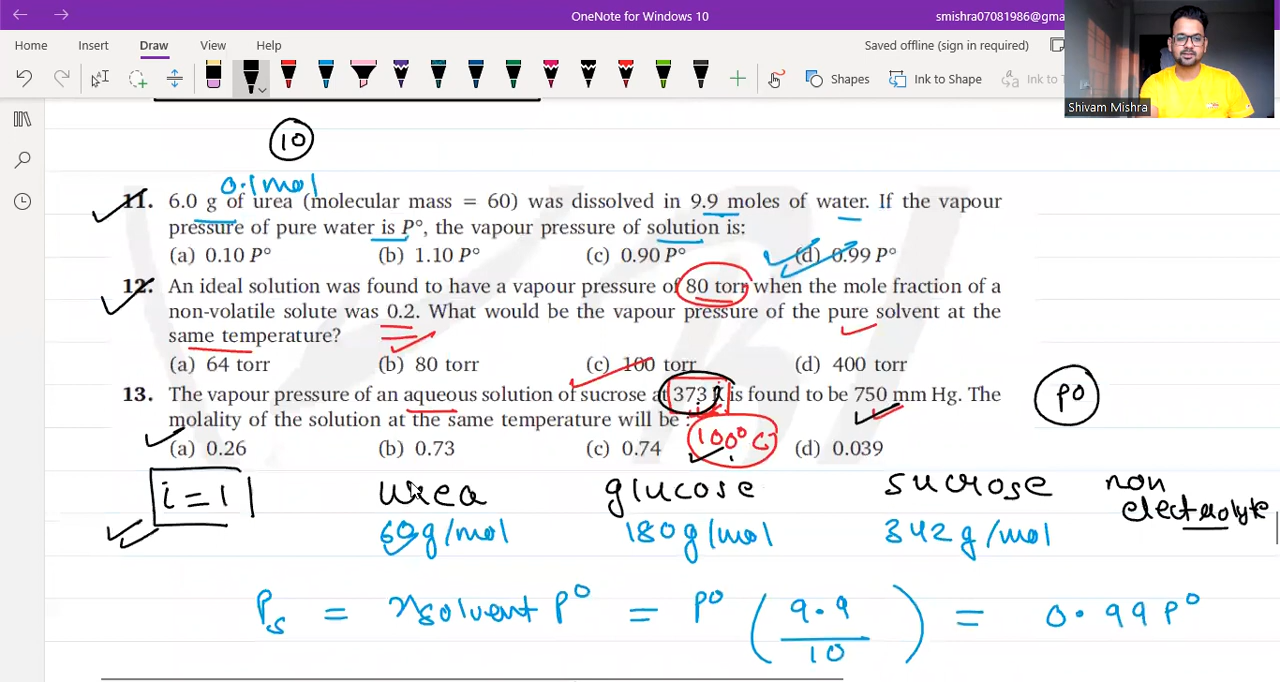 OneNote for Windows 10
smishra07081986@gma
Home Insert Draw View Help
Saved offline (sign in required)
Shapes Ink to Shape Ink to
Shivam Mishra
10
0.1mol
11. 6.0 g of urea (molecular mass = 60) was dissolved in 9.9 moles of water. If the vapour
pressure of pure water is P°, the vapour pressure of solution is:
(a) 0.10 P° (b) 1.10 P° (c) 0.90 P° (d) 0.99 P°
12. An ideal solution was found to have a vapour pressure of 80 torr when the mole fraction of a
non-volatile solute was 0.2. What would be the vapour pressure of the pure solvent at the
same temperature?
(a) 64 torr (b) 80 torr (c) 100 torr (d) 400 torr
13. The vapour pressure of an aqueous solution of sucrose at 373 K is found to be 750 mm Hg. The
molality of the solution at the same temperature will be :
(a) 0.26 (b) 0.73 (c) 0.74 (d) 0.039
100°C
P°
i = 1 urea glucose sucrose non
electrolyte
60g/mol 180g/mol 342g/mol
Ps = xsolvent P° = P° (9.9/10) = 0.99 P°